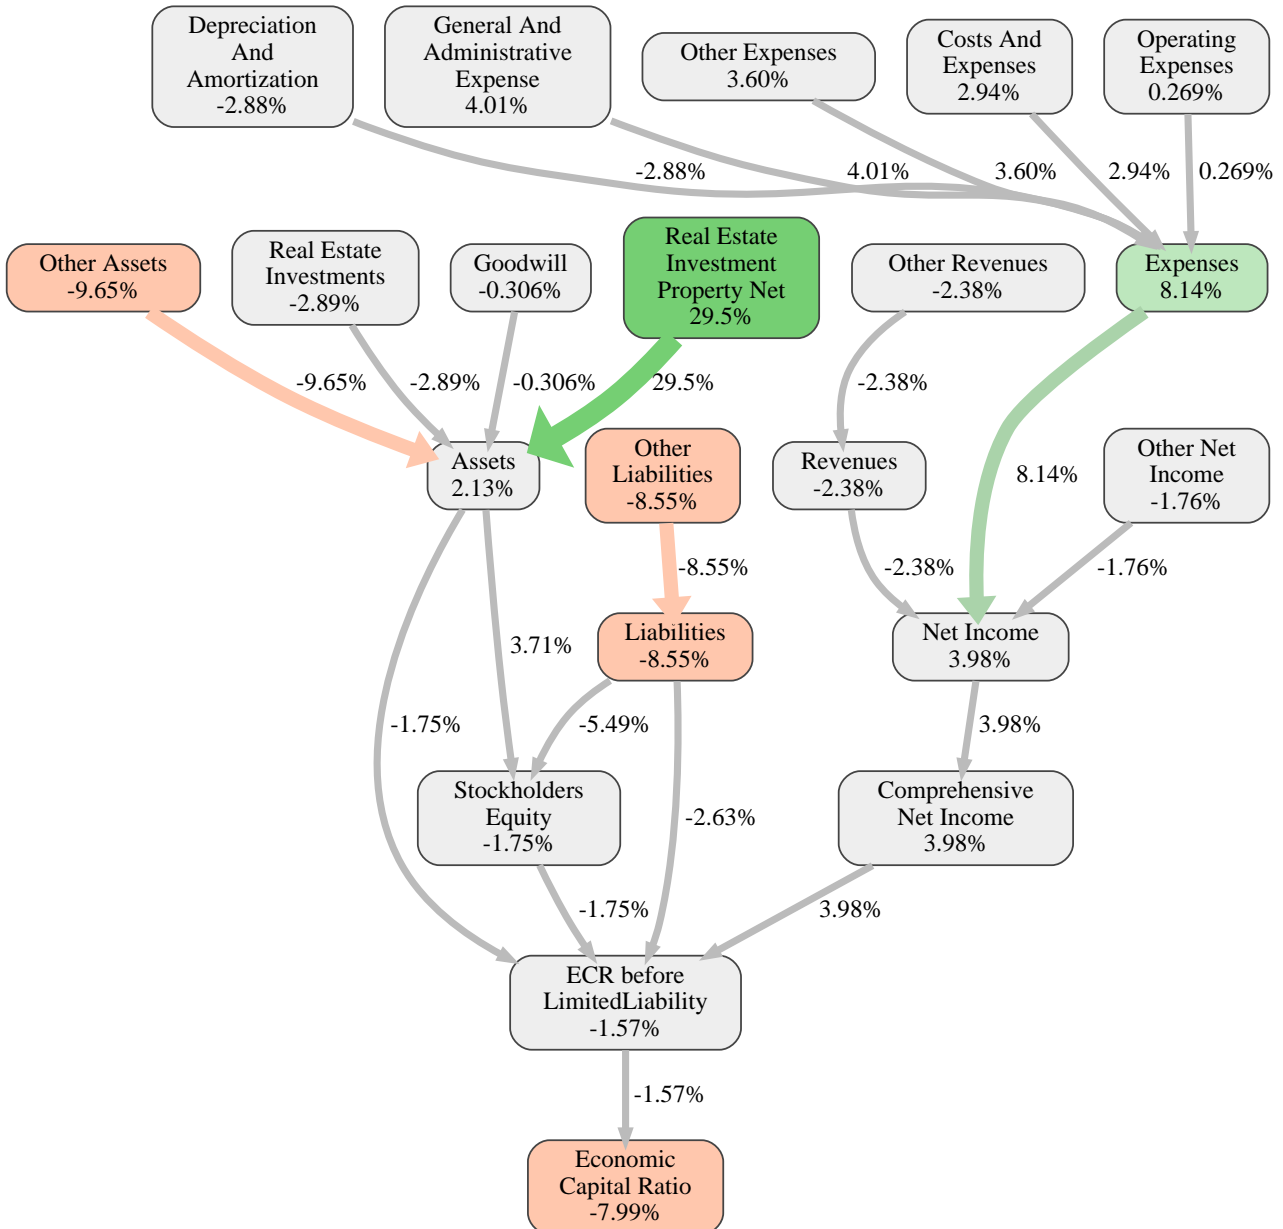 Depreciation
And
Amortization
-2.88%
General And
Administrative
Expense
4.01%
Other Expenses
3.60%
Costs And
Expenses
2.94%
Operating
Expenses
0.269%
-2.88%
4.01%
3.60%
2.94%
0.269%
Other Assets
-9.65%
Real Estate
Investments
-2.89%
Goodwill
-0.306%
Real Estate
Investment
Property Net
29.5%
Other Revenues
-2.38%
Expenses
8.14%
-9.65%
-2.89%
-0.306%
29.5%
-2.38%
Assets
2.13%
Other
Liabilities
-8.55%
Revenues
-2.38%
8.14%
Other Net
Income
-1.76%
-8.55%
-2.38%
-1.76%
3.71%
Liabilities
-8.55%
Net Income
3.98%
-1.75%
-5.49%
3.98%
Stockholders
Equity
-1.75%
-2.63%
Comprehensive
Net Income
3.98%
-1.75%
3.98%
ECR before
LimitedLiability
-1.57%
-1.57%
Economic
Capital Ratio
-7.99%